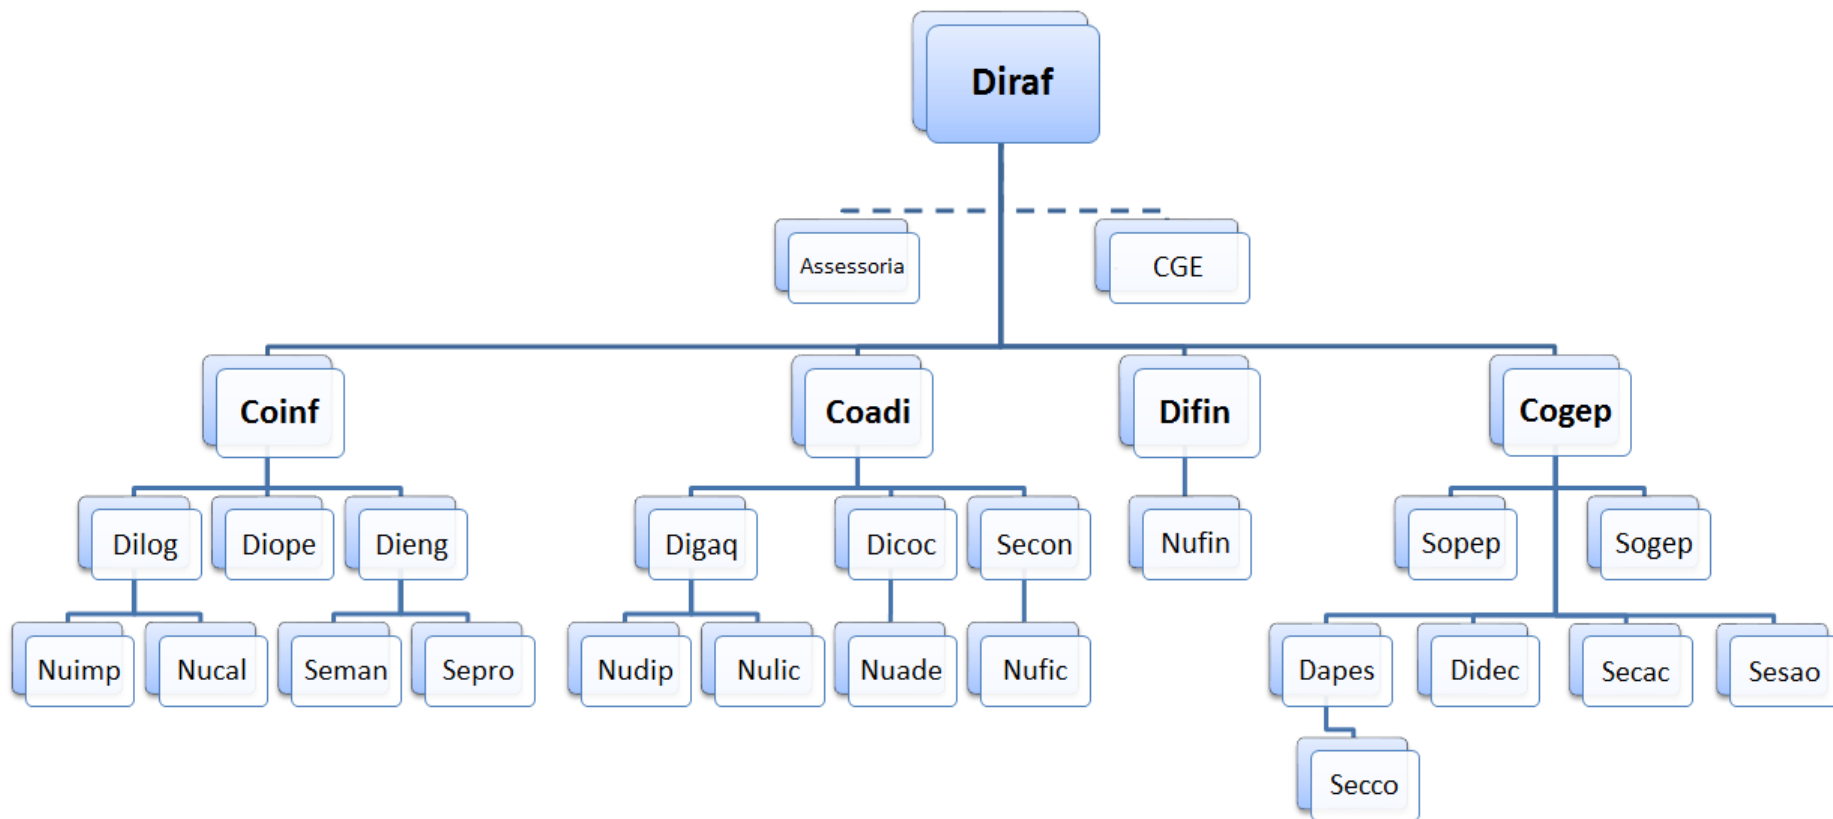 Diraf
Assessoria
CGE
Coinf
Coadi
Difin
Cogep
Dilog
Diope
Dieng
Digaq
Dicoc
Secon
Nufin
Sopep
Sogep
Nuimp
Nucal
Seman
Sepro
Nudip
Nulic
Nuade
Nufic
Dapes
Didec
Secac
Sesao
Secco